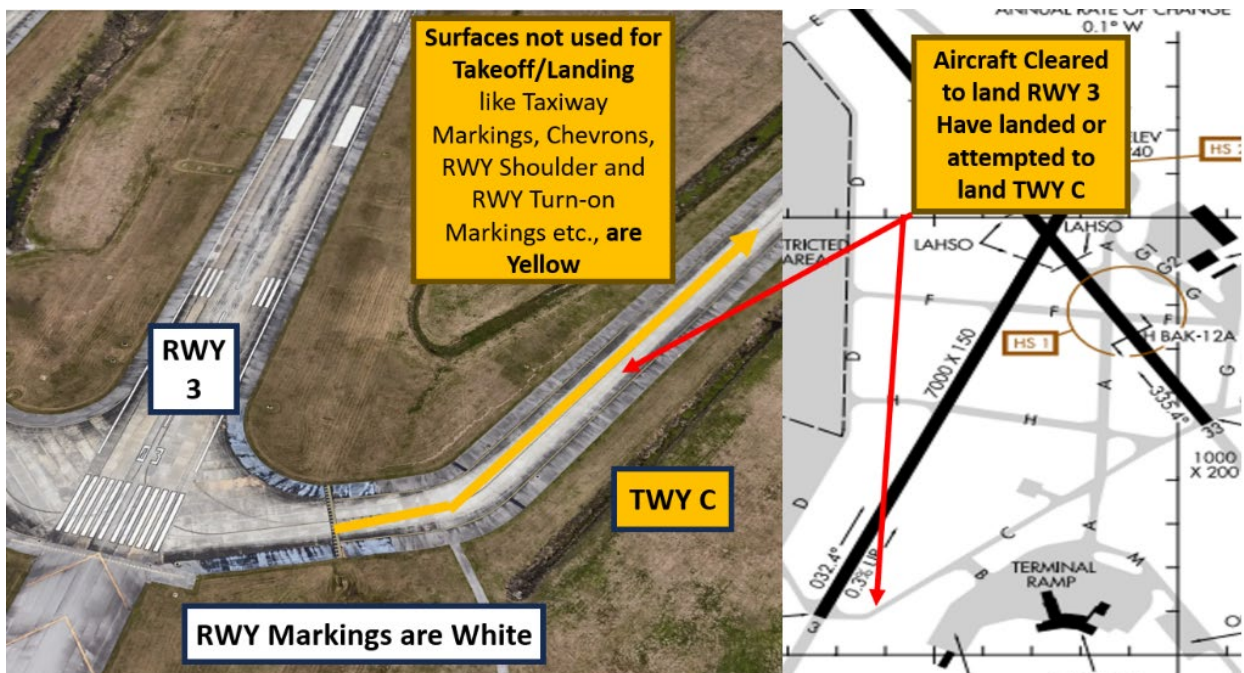 Surfaces not used for
Takeoff/Landing
like Taxiway
Markings, Chevrons,
RWY Shoulder and
RWY Turn-on
Markings etc., are
Yellow
RWY
3
03
TWY C
RWY Markings are White
ANNUAL RATE OF CHANGE
0.1° W
Aircraft Cleared
to land RWY 3
Have landed or
attempted to
land TWY C
E
ELEV
40
HS
D
LAHSO
LAHSO
A
G1
G2
G
AREA
F
F
F
HS 1
BAK-12A
D
7000 X 150
A
G
335.4°
33
H
H
1000
X 200
D
032.4°
0.3% UP
C
B
A
M
TERMINAL
RAMP
3